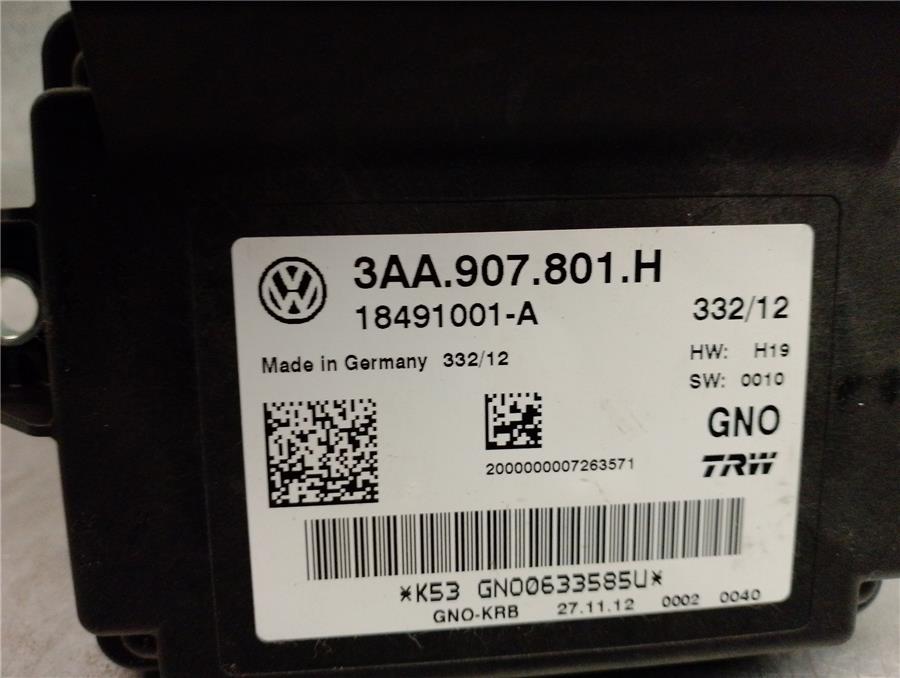 3AA.907.801.H
18491001-A
332/12
Made in Germany 332/12
HW: H19
SW: 0010
GNO
TRW
2000000007263571
*K53 GNO0633585U*
GNO-KRB 27.11.12 0002 0040